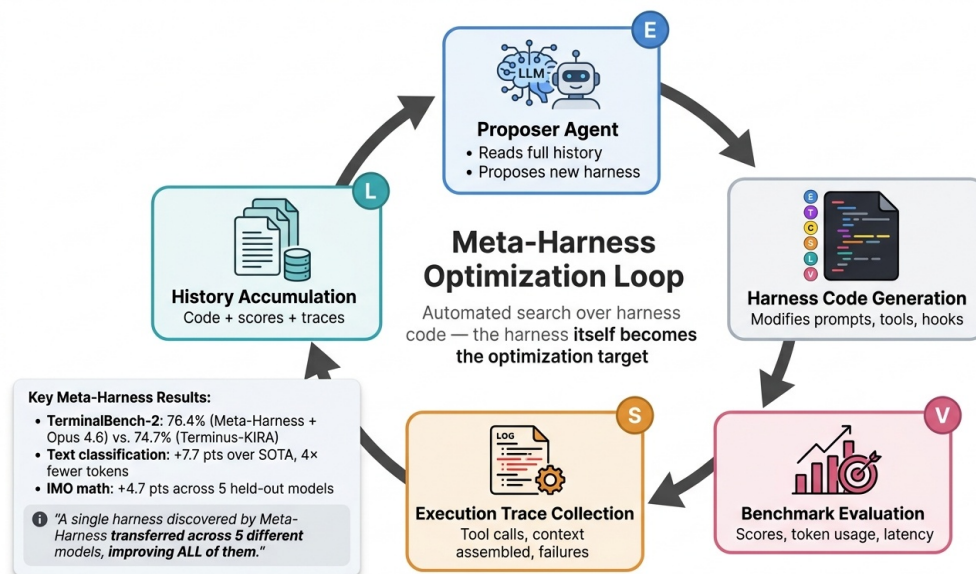 E
LLM
Proposer Agent
• Reads full history
• Proposes new harness
L
History Accumulation
Code + scores + traces
Meta-Harness
Optimization Loop
Automated search over harness
code — the harness itself becomes
the optimization target
E
T
C
S
L
V
Harness Code Generation
Modifies prompts, tools, hooks
Key Meta-Harness Results:
• TerminalBench-2: 76.4% (Meta-Harness +
Opus 4.6) vs. 74.7% (Terminus-KIRA)
• Text classification: +7.7 pts over SOTA, 4×
fewer tokens
• IMO math: +4.7 pts across 5 held-out models
i
"A single harness discovered by Meta-
Harness transferred across 5 different
models, improving ALL of them."
S
LOG
Execution Trace Collection
Tool calls, context
assembled, failures
V
Benchmark Evaluation
Scores, token usage, latency